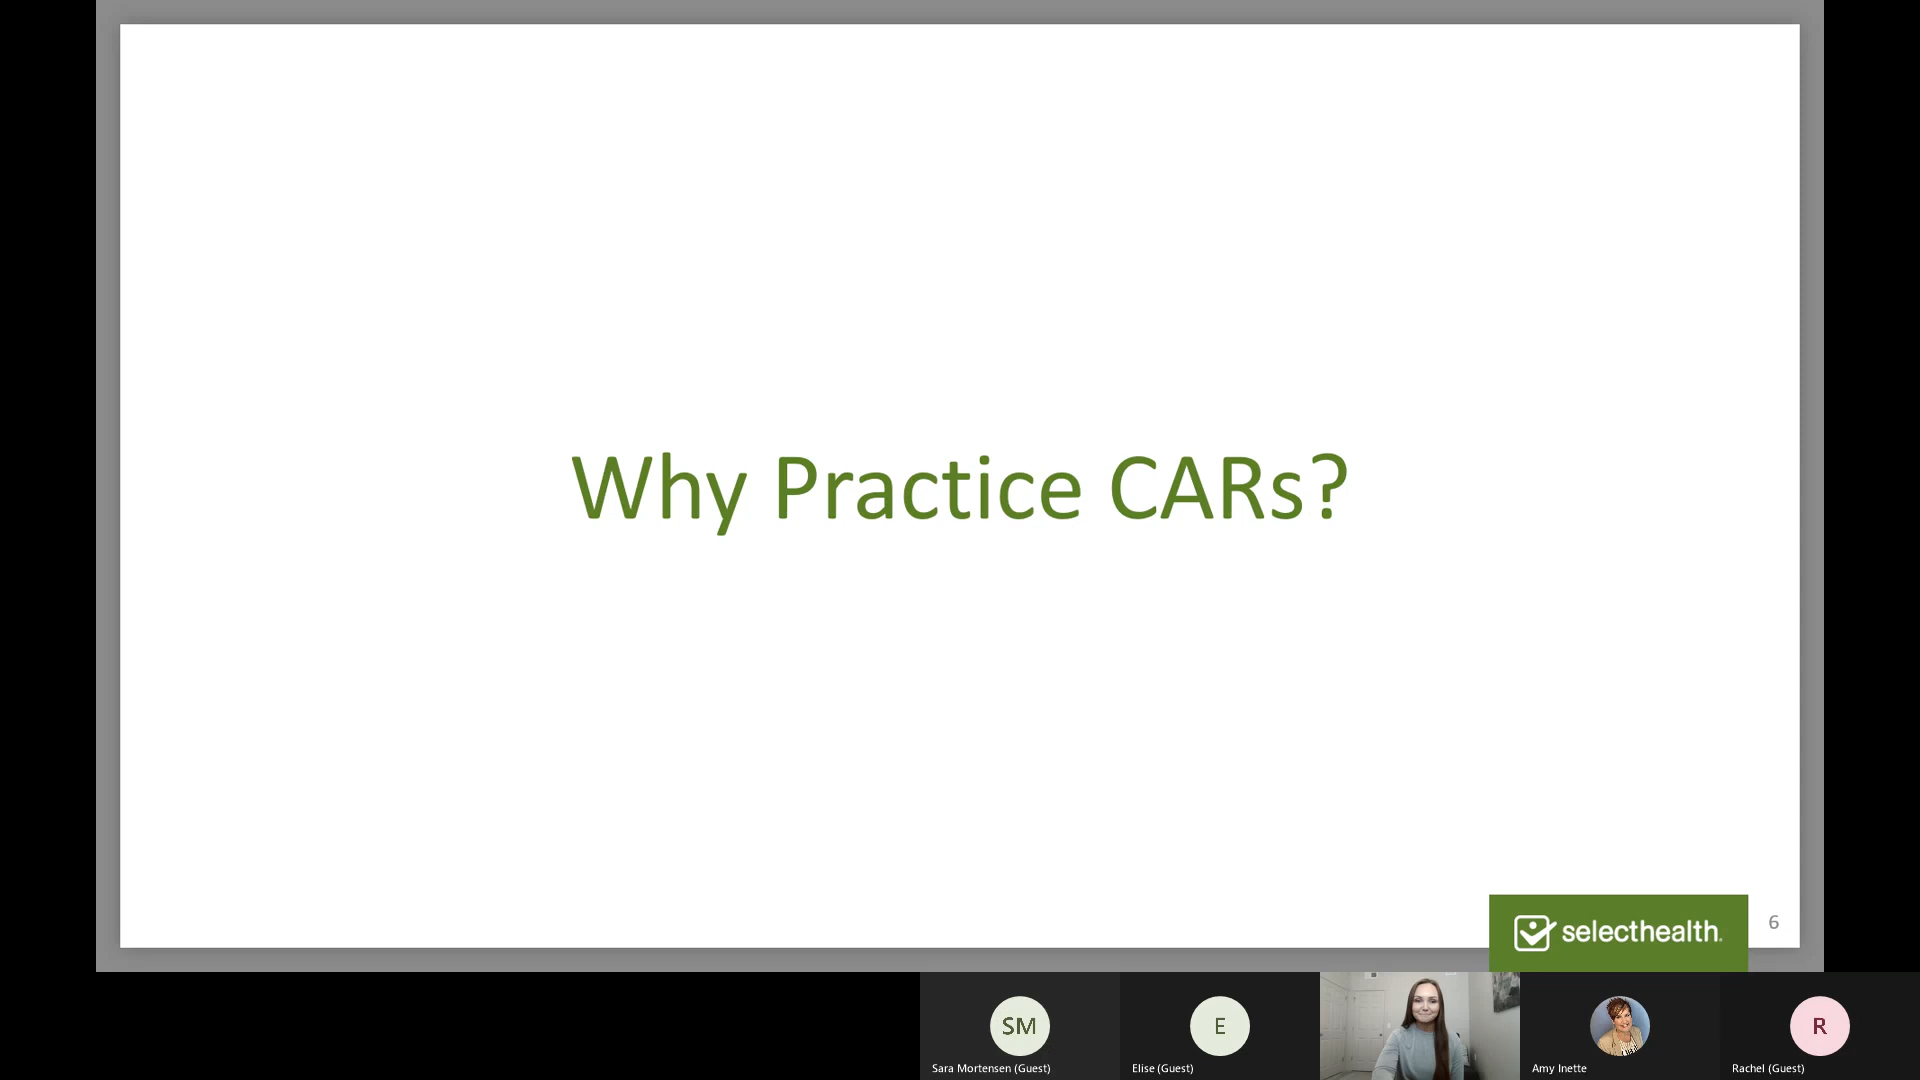 Why Practice CARs?
selecthealth.
6
SM
E
R
Sara Mortensen (Guest)
Elise (Guest)
Amy Inette
Rachel (Guest)